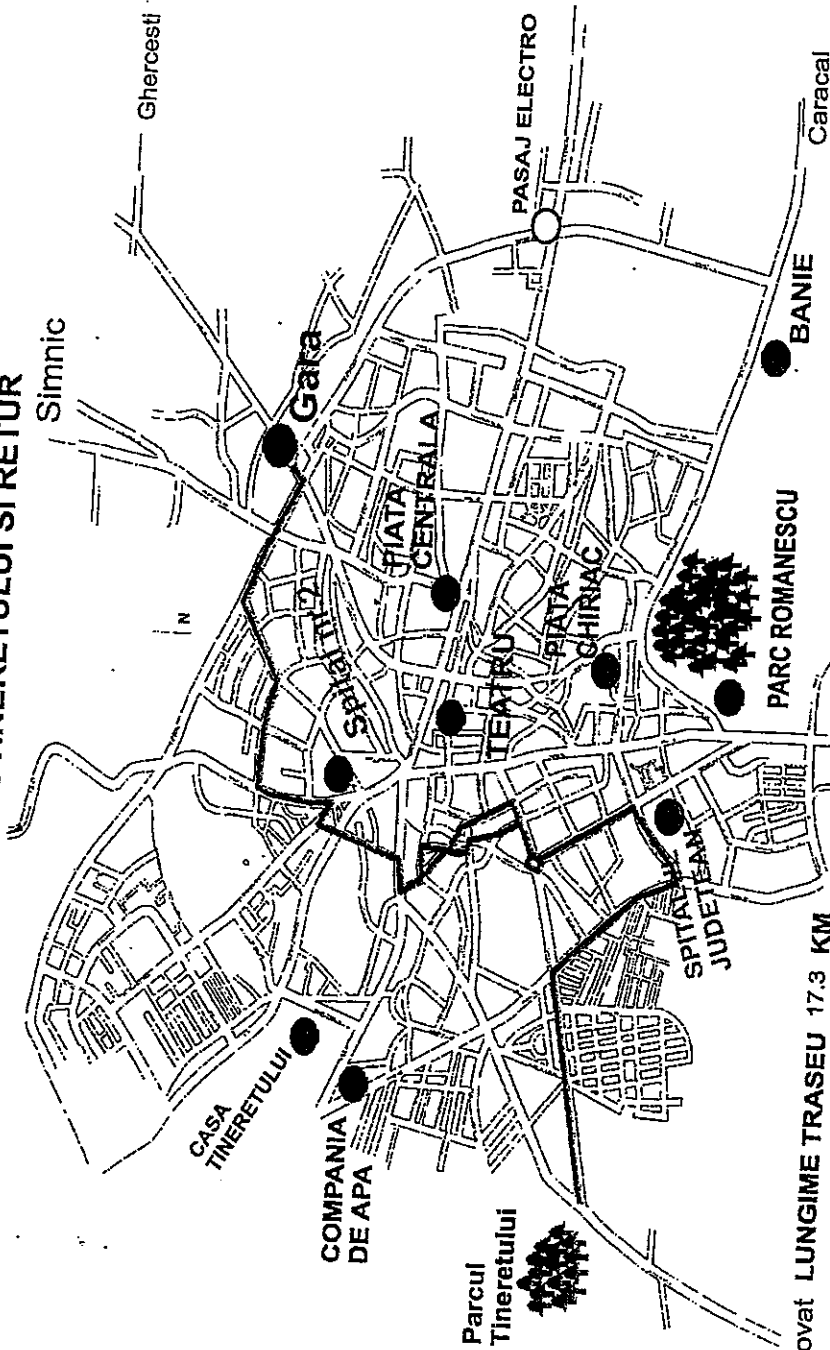 TINERETULUI SI RETUR
Simnic
Ghercesti
N
Gara
Spital nr.2
PIATA
CENTRALA
PASAJ ELECTRO
CASA
TINERETULUI
COMPANIA
DE APA
TEATRU
PIATA
CHIRIAC
Parcul
Tineretului
SPITALUL
JUDETEAN
PARC ROMANESCU
BANIE
Caracal
ovat LUNGIME TRASEU 17.3 KM